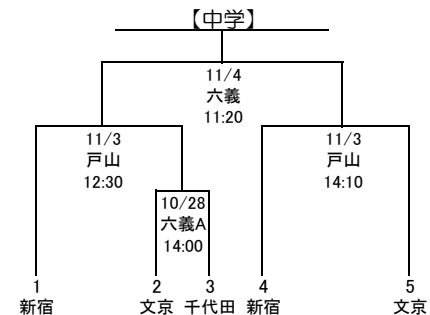 【中学】
11/4
六義
11:20
11/3
戸山
12:30
11/3
戸山
14:10
10/28
六義A
14:00
1 2 3 4 5
新宿 文京 千代田 新宿 文京